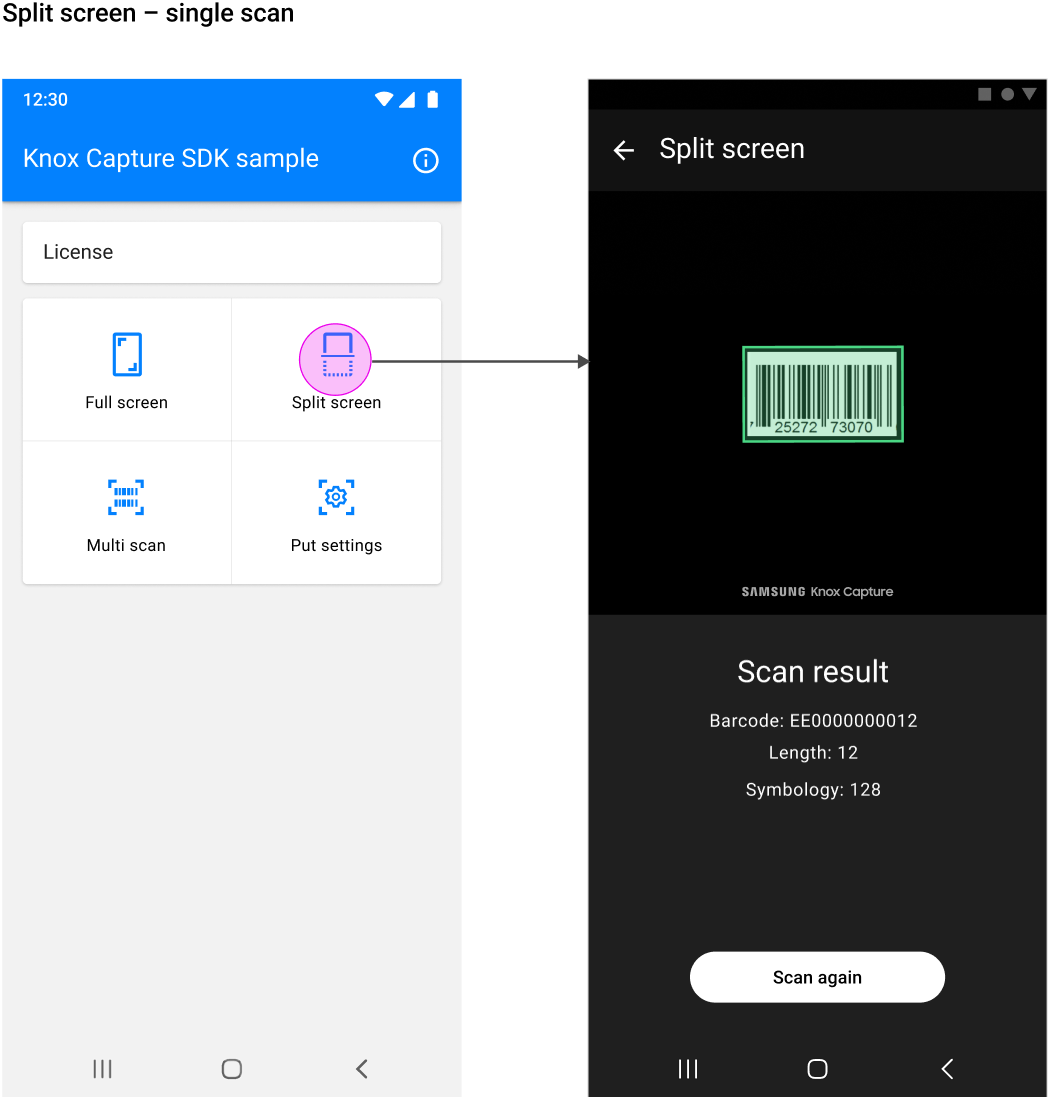 Split screen – single scan
12:30
Knox Capture SDK sample
License
Full screen
Split screen
Multi scan
Put settings
Split screen
25272 73070
SAMSUNG Knox Capture
Scan result
Barcode: EE0000000012
Length: 12
Symbology: 128
Scan again